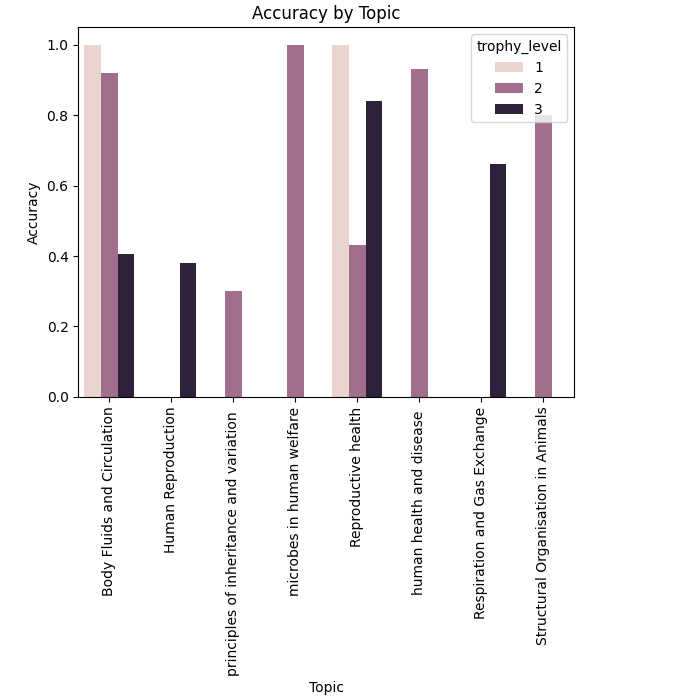 Accuracy by Topic
trophy_level
1
2
3
Accuracy
1.0
0.8
0.6
0.4
0.2
0.0
Body Fluids and Circulation
Human Reproduction
principles of inheritance and variation
microbes in human welfare
Reproductive health
human health and disease
Respiration and Gas Exchange
Structural Organisation in Animals
Topic